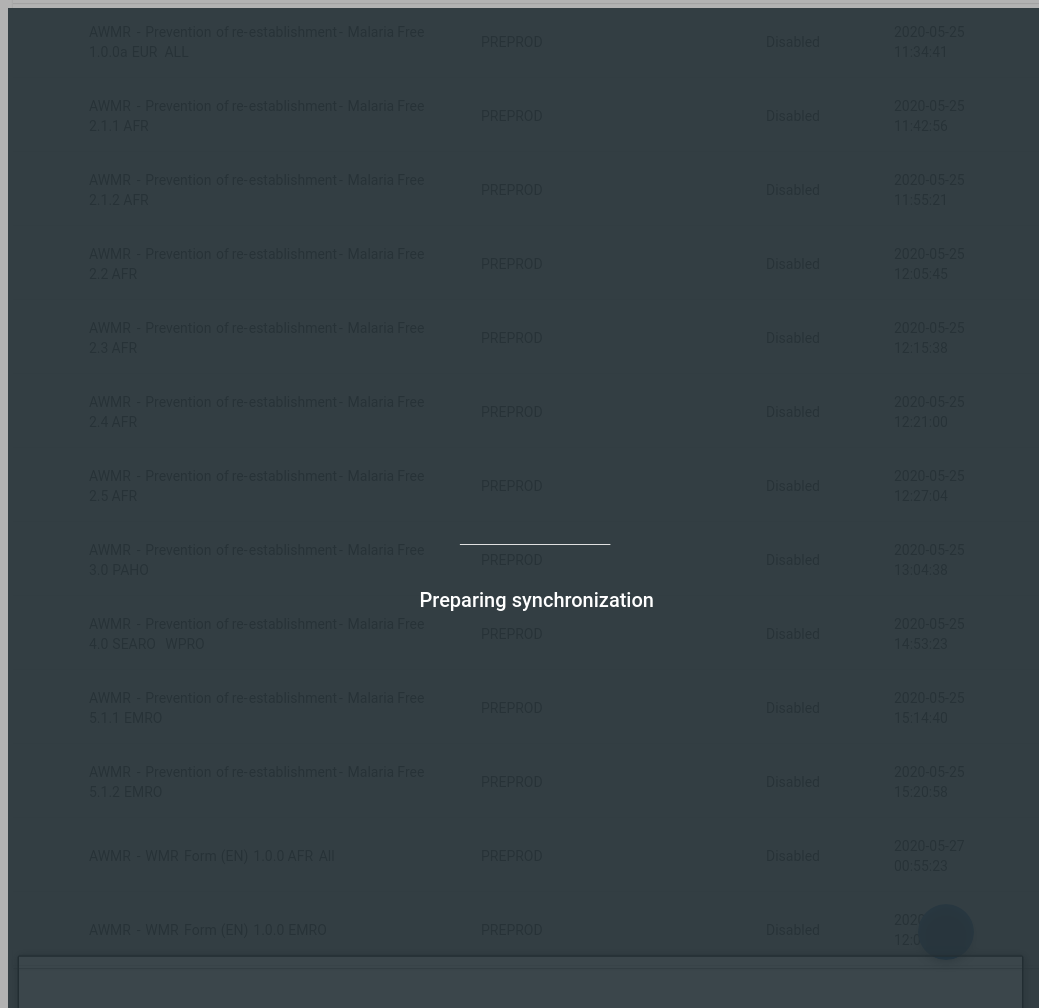 AWMR - Prevention of re-establishment- Malaria Free
1.0.0a EUR ALL
PREPROD
Disabled
2020-05-25
11:34:41
AWMR - Prevention of re-establishment- Malaria Free
2.1.1 AFR
PREPROD
Disabled
2020-05-25
11:42:56
AWMR - Prevention of re-establishment- Malaria Free
2.1.2 AFR
PREPROD
Disabled
2020-05-25
11:55:21
AWMR - Prevention of re-establishment- Malaria Free
2.2 AFR
PREPROD
Disabled
2020-05-25
12:05:45
AWMR - Prevention of re-establishment- Malaria Free
2.3 AFR
PREPROD
Disabled
2020-05-25
12:15:38
AWMR - Prevention of re-establishment- Malaria Free
2.4 AFR
PREPROD
Disabled
2020-05-25
12:21:00
AWMR - Prevention of re-establishment- Malaria Free
2.5 AFR
PREPROD
Disabled
2020-05-25
12:27:04
AWMR - Prevention of re-establishment- Malaria Free
3.0 PAHO
PREPROD
Disabled
2020-05-25
13:04:38
Preparing synchronization
AWMR - Prevention of re-establishment- Malaria Free
4.0 SEARO WPRO
PREPROD
Disabled
2020-05-25
14:53:23
AWMR - Prevention of re-establishment- Malaria Free
5.1.1 EMRO
PREPROD
Disabled
2020-05-25
15:14:40
AWMR - Prevention of re-establishment- Malaria Free
5.1.2 EMRO
PREPROD
Disabled
2020-05-25
15:20:58
AWMR - WMR Form (EN) 1.0.0 AFR All
PREPROD
Disabled
2020-05-27
00:55:23
AWMR - WMR Form (EN) 1.0.0 EMRO
PREPROD
Disabled